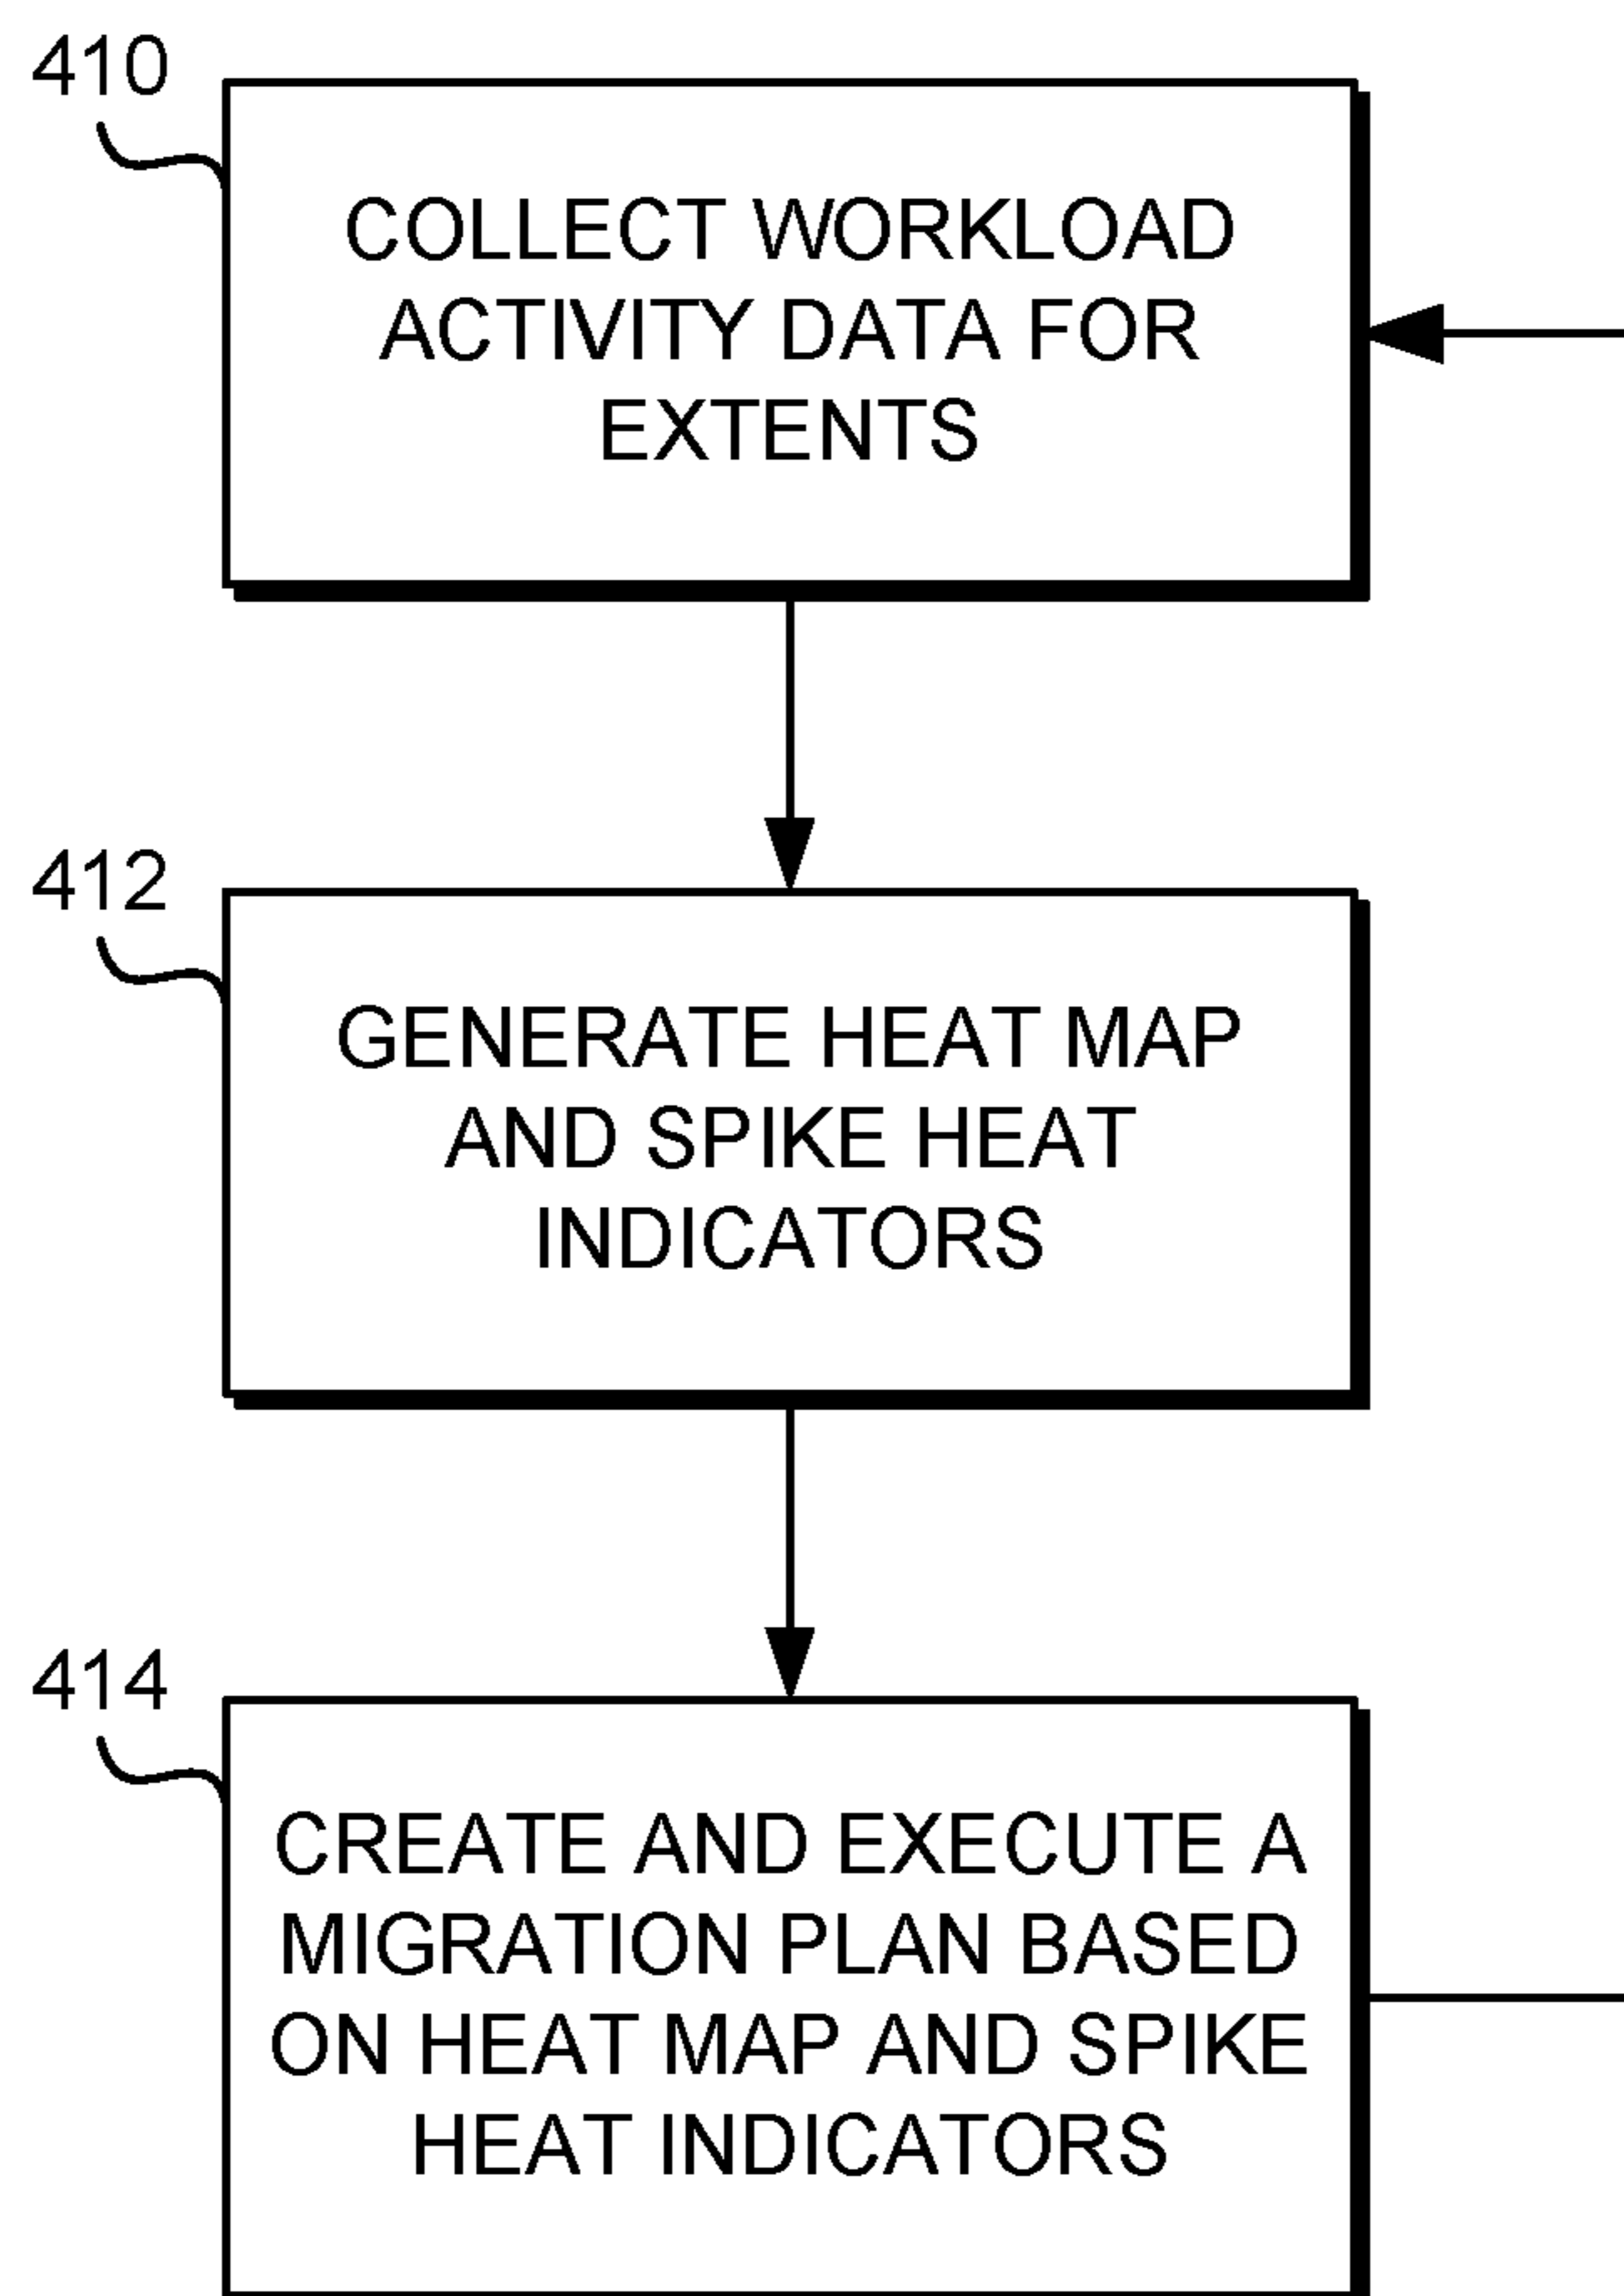 410
COLLECT WORKLOAD
ACTIVITY DATA FOR
EXTENTS
412
GENERATE HEAT MAP
AND SPIKE HEAT
INDICATORS
414
CREATE AND EXECUTE A
MIGRATION PLAN BASED
ON HEAT MAP AND SPIKE
HEAT INDICATORS